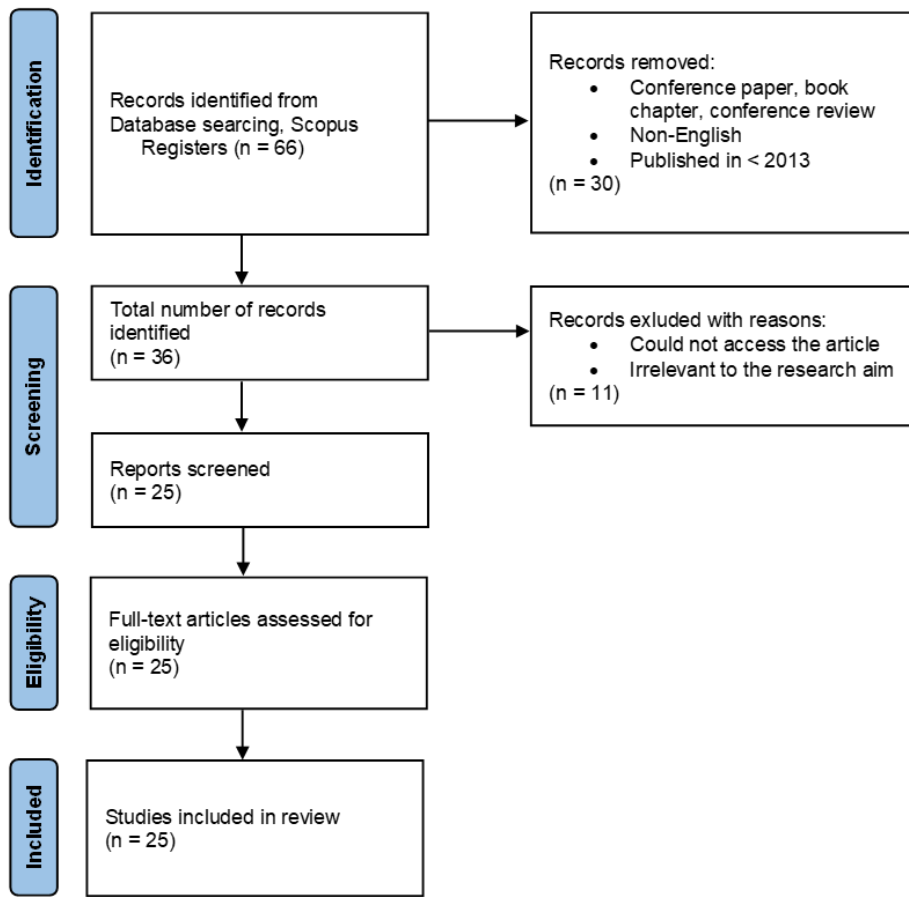 Identification
Records identified from
Database searcing, Scopus
Registers (n = 66)
Records removed:
• Conference paper, book
chapter, conference review
• Non-English
• Published in < 2013
(n = 30)
Screening
Total number of records
identified
(n = 36)
Records exluded with reasons:
• Could not access the article
• Irrelevant to the research aim
(n = 11)
Reports screened
(n = 25)
Eligibility
Full-text articles assessed for
eligibility
(n = 25)
Included
Studies included in review
(n = 25)